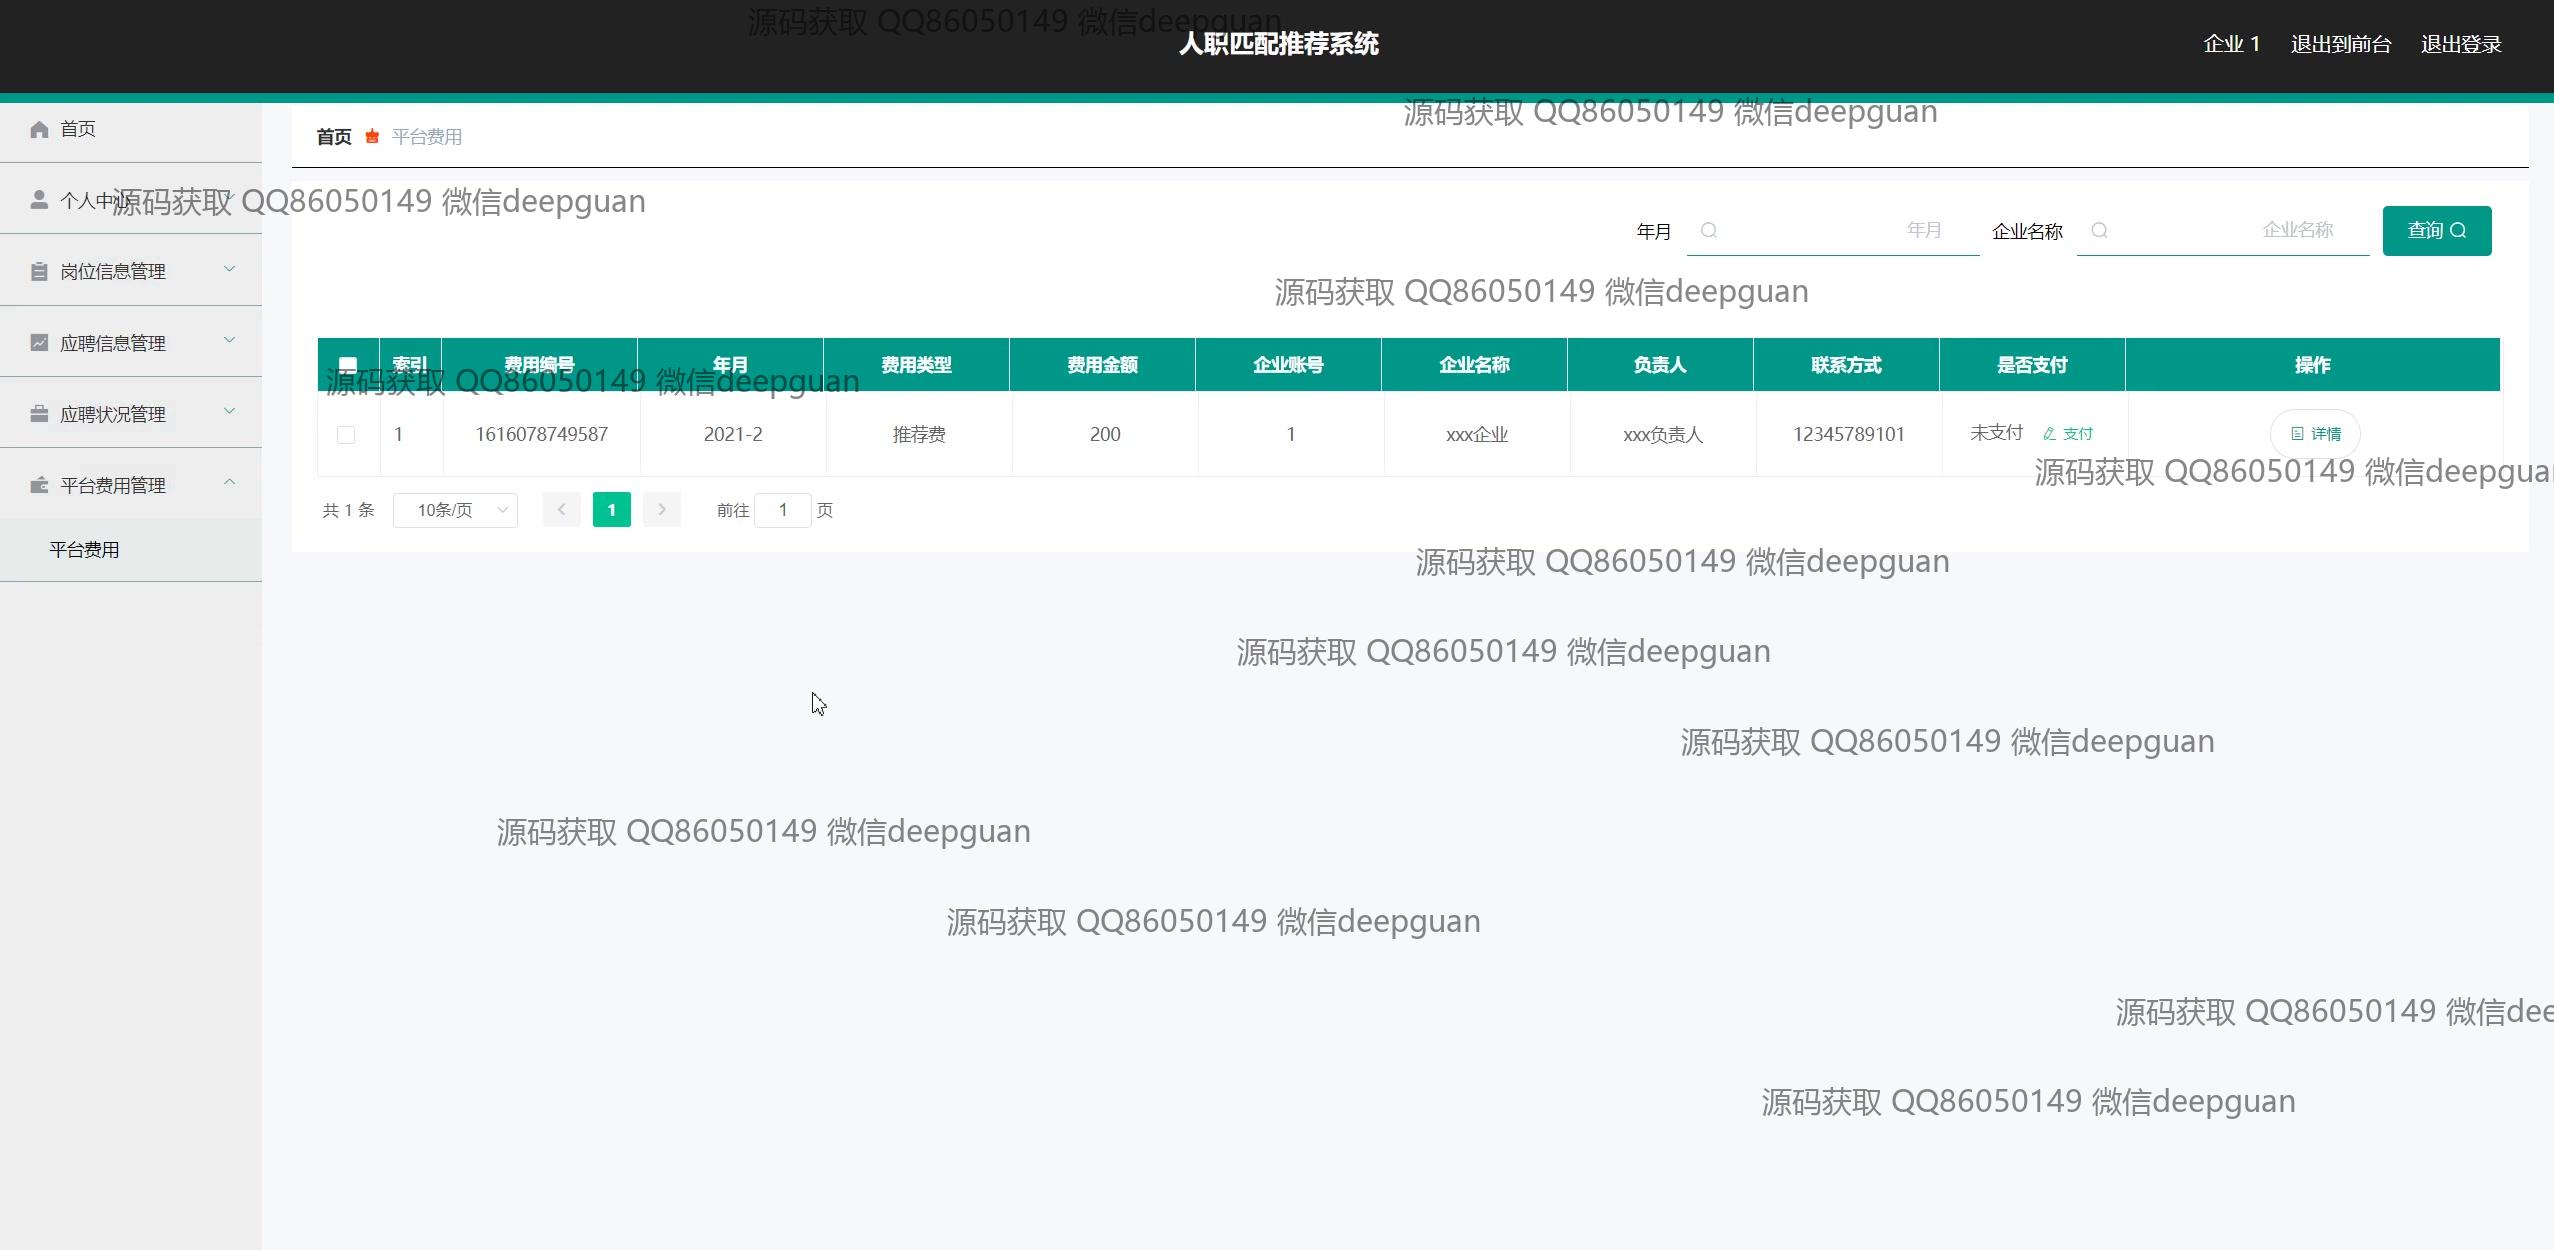 源码获取 QQ86050149 微信deepguan
人职匹配推荐系统
企业 1 退出到前台 退出登录
源码获取 QQ86050149 微信deepguan
首页
首页 平台费用
个人中心
源码获取 QQ86050149 微信deepguan
年月 年月 企业名称 企业名称 查询
岗位信息管理
源码获取 QQ86050149 微信deepguan
应聘信息管理
索引 费用编号 年月 费用类型 费用金额 企业账号 企业名称 负责人 联系方式 是否支付 操作
源码获取 QQ86050149 微信deepguan
应聘状况管理
1 1616078749587 2021-2 推荐费 200 1 xxx企业 xxx负责人 12345789101 未支付 支付 详情
源码获取 QQ86050149 微信deepgua
平台费用管理
共 1 条 10条/页 1 前往 1 页
平台费用
源码获取 QQ86050149 微信deepguan
源码获取 QQ86050149 微信deepguan
源码获取 QQ86050149 微信deepguan
源码获取 QQ86050149 微信deepguan
源码获取 QQ86050149 微信deepguan
源码获取 QQ86050149 微信dee
源码获取 QQ86050149 微信deepguan